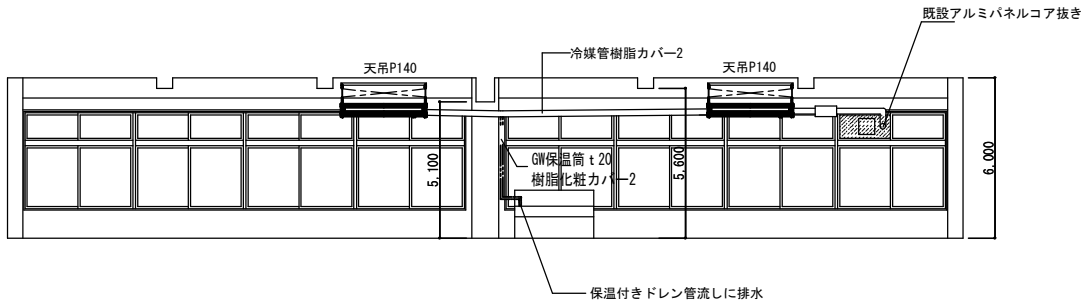 既設アルミパネルコア抜き
冷媒管樹脂カバー2
天吊P140
天吊P140
GW保温筒ｔ20
樹脂化粧カバー2
5,100
5,600
6,000
保温付きドレン管流しに排水